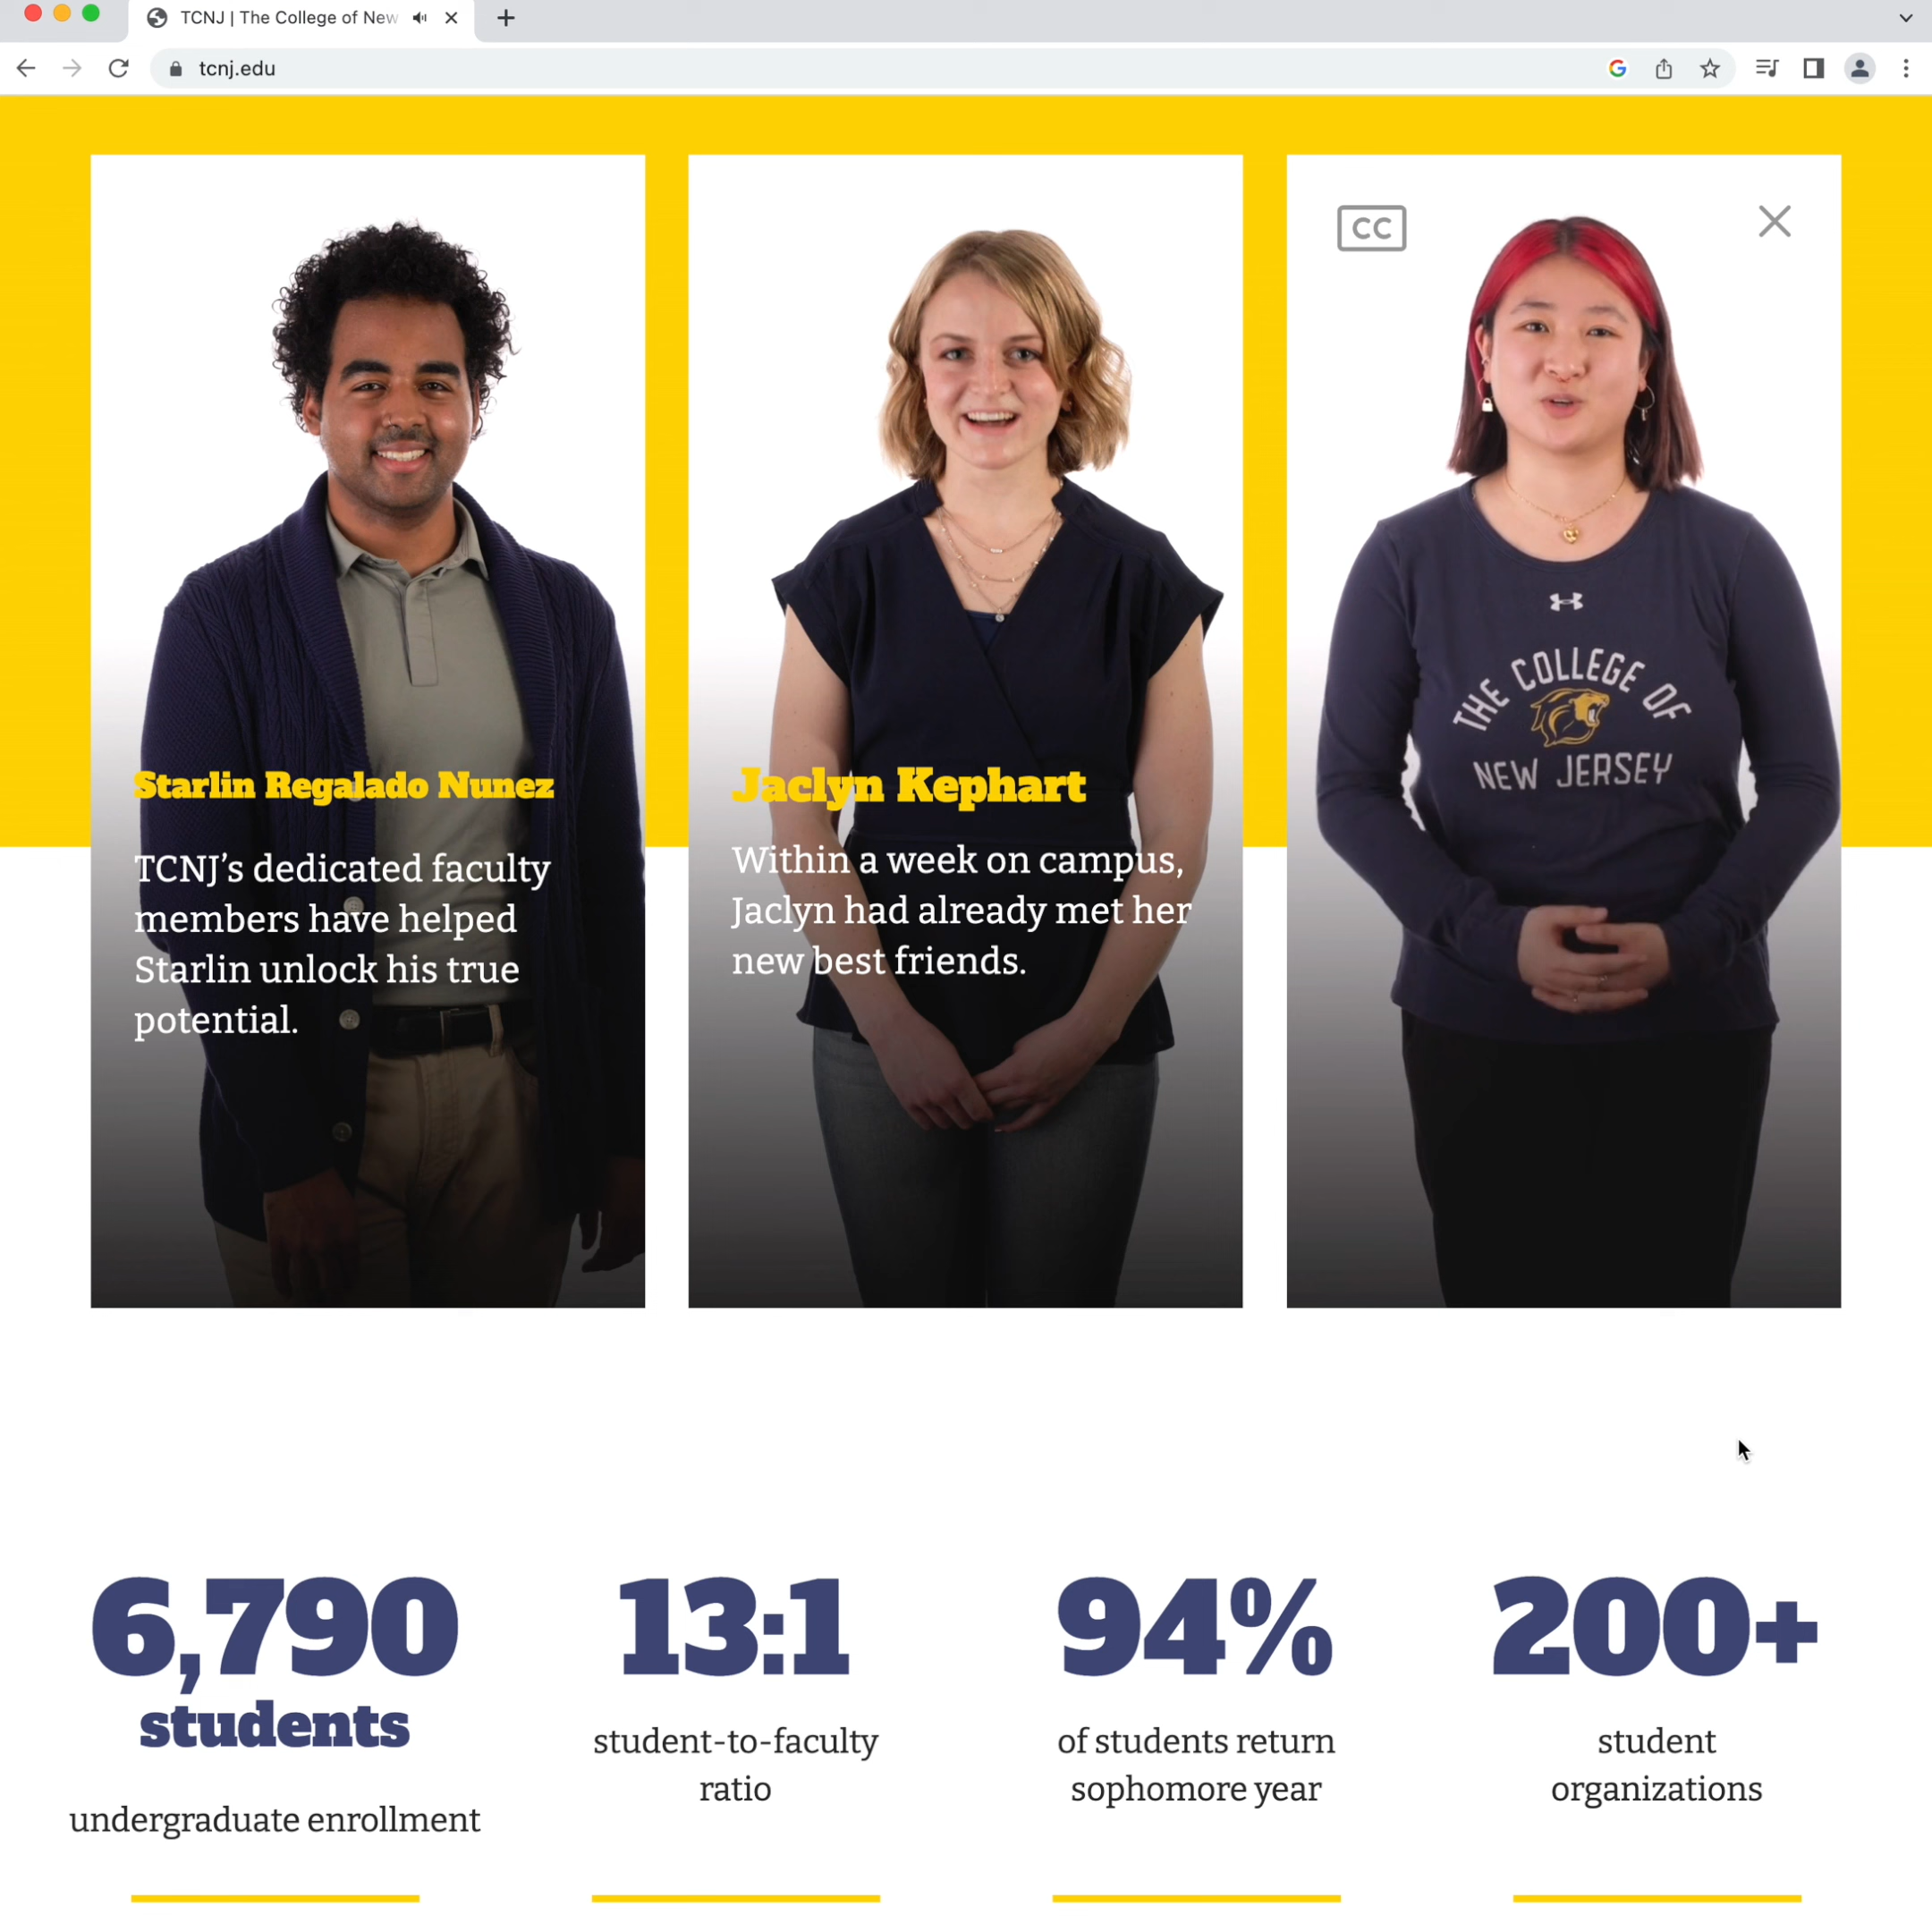 TCNJ | The College of New
tcnj.edu
CC
THE COLLEGE OF
NEW JERSEY
Starlin Regalado Nunez
TCNJ’s dedicated faculty
members have helped
Starlin unlock his true
potential.
Jaclyn Kephart
Within a week on campus,
Jaclyn had already met her
new best friends.
6,790
students
undergraduate enrollment
13:1
student-to-faculty
ratio
94%
of students return
sophomore year
200+
student
organizations